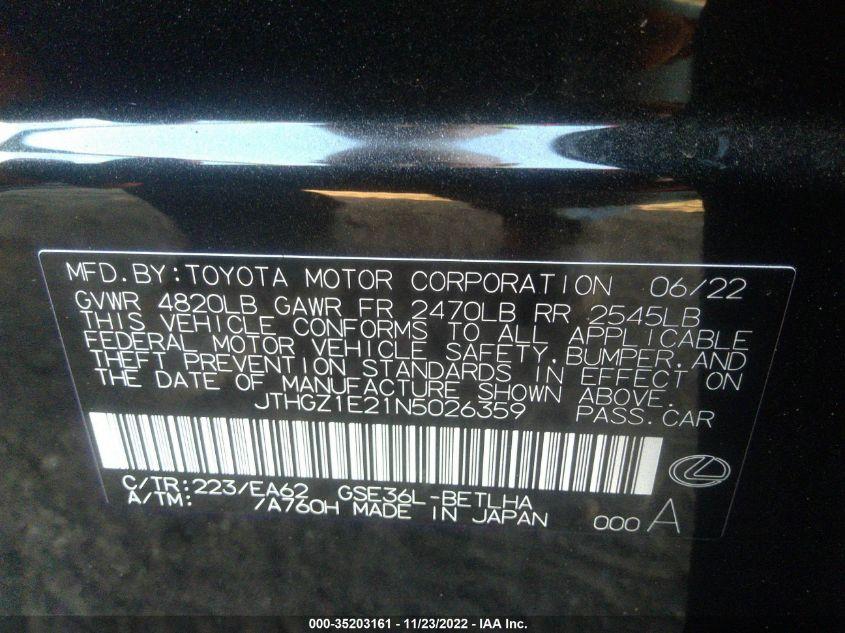 MFD.BY:TOYOTA MOTOR CORPORATION 06/22
GVWR 4820LB GAWR FR 2470LB RR 2545LB
THIS VEHICLE CONFORMS TO ALL APPLICABLE
FEDERAL MOTOR VEHICLE SAFETY,BUMPER,AND
THEFT PREVENTION STANDARDS IN EFFECT ON
THE DATE OF MANUFACTURE SHOWN ABOVE.
JTHGZ1E21N5026359 PASS.CAR
C/TR:223/EA62 GSE36L-BETLHA
A/TM: /A760H MADE IN JAPAN 000 A
000-35203161 - 11/23/2022 - IAA Inc.